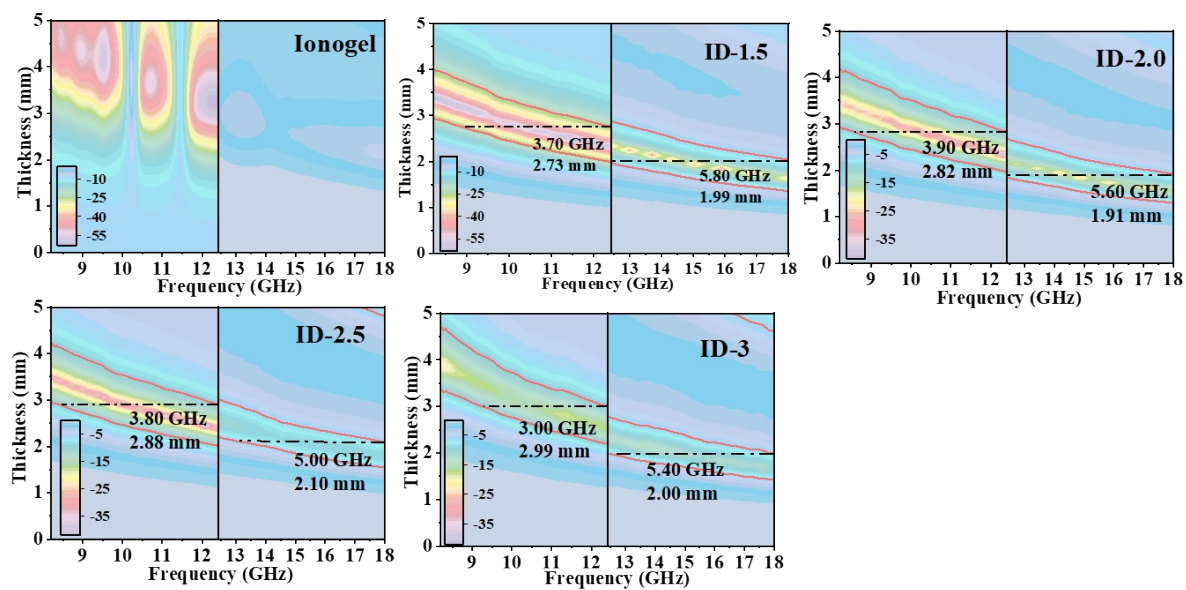 Ionogel
Thickness (mm)
5
4
3
2
1
0
-10
-25
-40
-55
9 10 11 12 13 14 15 16 17 18
Frequency (GHz)
ID-1.5
Thickness (mm)
5
4
3
2
1
0
3.70 GHz
2.73 mm
5.80 GHz
1.99 mm
-10
-25
-40
-55
9 10 11 12 13 14 15 16 17 18
Frequency (GHz)
ID-2.0
Thickness (mm)
5
4
3
2
1
0
3.90 GHz
2.82 mm
5.60 GHz
1.91 mm
-5
-15
-25
-35
9 10 11 12 13 14 15 16 17 18
Frequency (GHz)
ID-2.5
Thickness (mm)
5
4
3
2
1
0
3.80 GHz
2.88 mm
5.00 GHz
2.10 mm
-5
-15
-25
-35
9 10 11 12 13 14 15 16 17 18
Frequency (GHz)
ID-3
Thickness (mm)
5
4
3
2
1
0
3.00 GHz
2.99 mm
5.40 GHz
2.00 mm
-5
-15
-25
-35
9 10 11 12 13 14 15 16 17 18
Frequency (GHz)